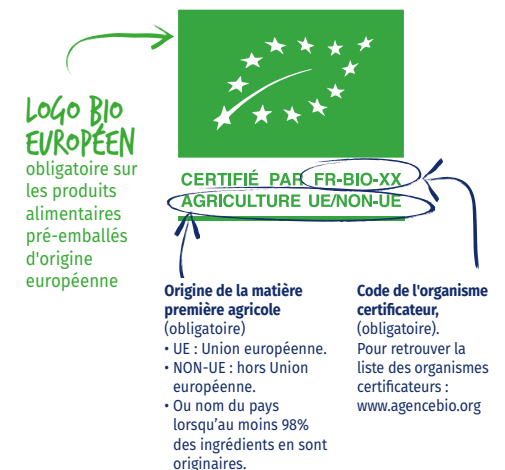 LOGO BIO
EUROPÉEN
obligatoire sur
les produits
alimentaires
pré-emballés
d'origine
européenne
CERTIFIÉ PAR FR-BIO-XX
AGRICULTURE UE/NON-UE
Origine de la matière
première agricole
(obligatoire)
• UE : Union européenne.
• NON-UE : hors Union
européenne.
• Ou nom du pays
lorsqu'au moins 98%
des ingrédients en sont
originaires.
Code de l'organisme
certificateur,
(obligatoire).
Pour retrouver la
liste des organismes
certificateurs :
www.agencebio.org